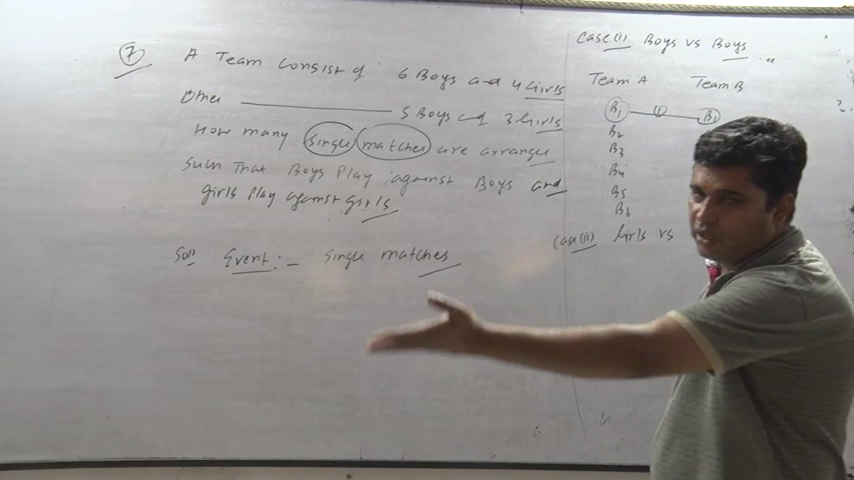 7
A Team consist of 6 Boys and 4 Girls
Other ———— 5 Boys and 3 Girls
How many single matches are arrange
Such That Boys Play against Boys and
girls Play against girls
Soln Event:- Single matches
Case(i) Boys vs Boys
Team A Team B
B1 — 1 — B1
B2
B3
B4
B5
B6
Case(ii) Girls vs